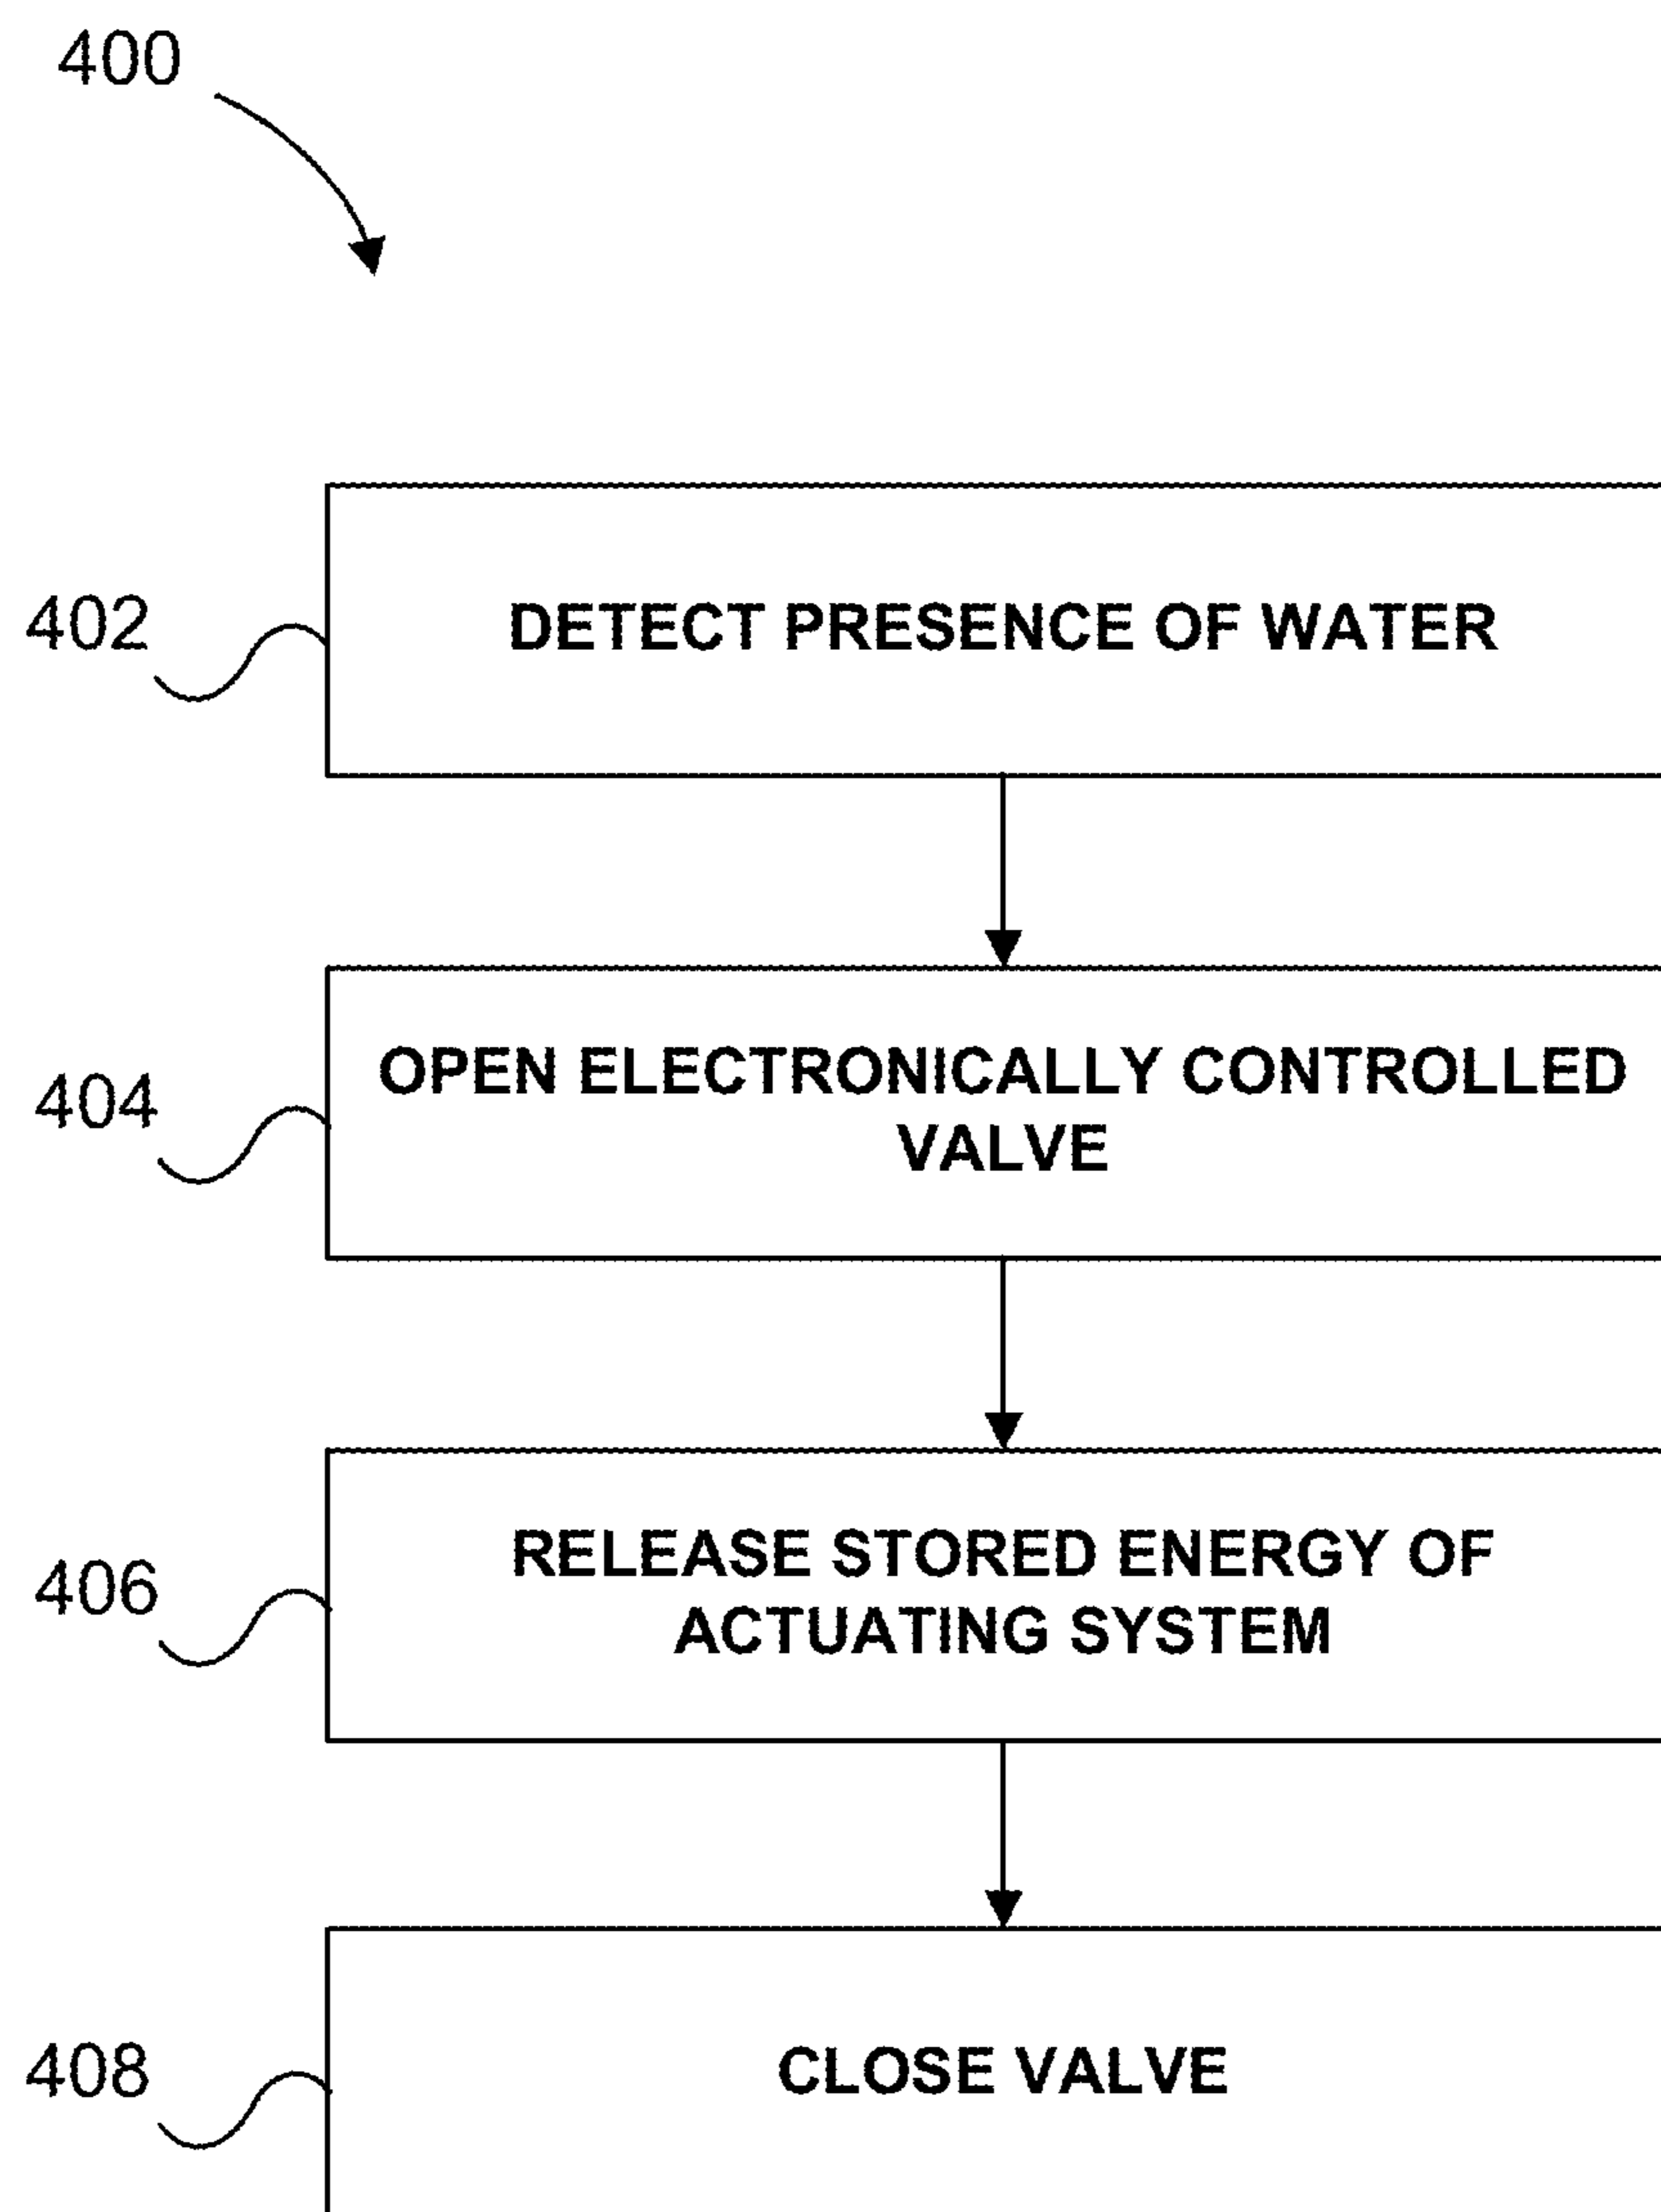 400
402
DETECT PRESENCE OF WATER
404
OPEN ELECTRONICALLY CONTROLLED
VALVE
406
RELEASE STORED ENERGY OF
ACTUATING SYSTEM
408
CLOSE VALVE